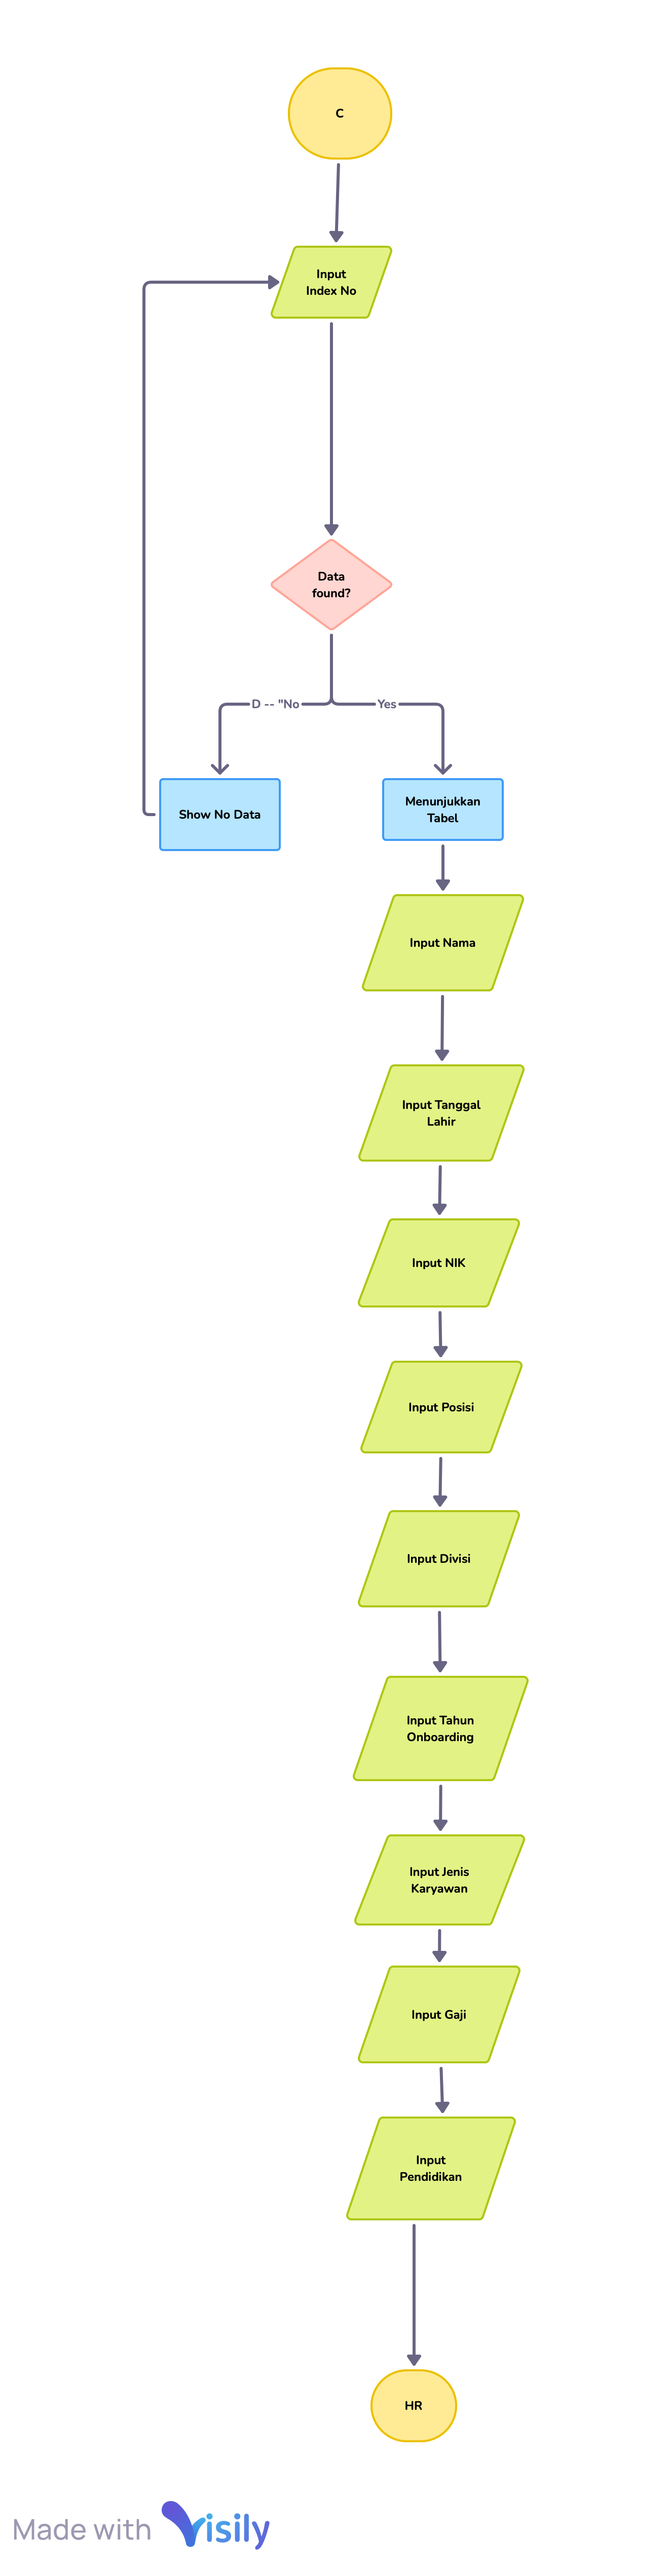 C
Input
Index No
Data
found?
D -- "No
Yes
Show No Data
Menunjukkan
Tabel
Input Nama
Input Tanggal
Lahir
Input NIK
Input Posisi
Input Divisi
Input Tahun
Onboarding
Input Jenis
Karyawan
Input Gaji
Input
Pendidikan
HR
Made with Visily